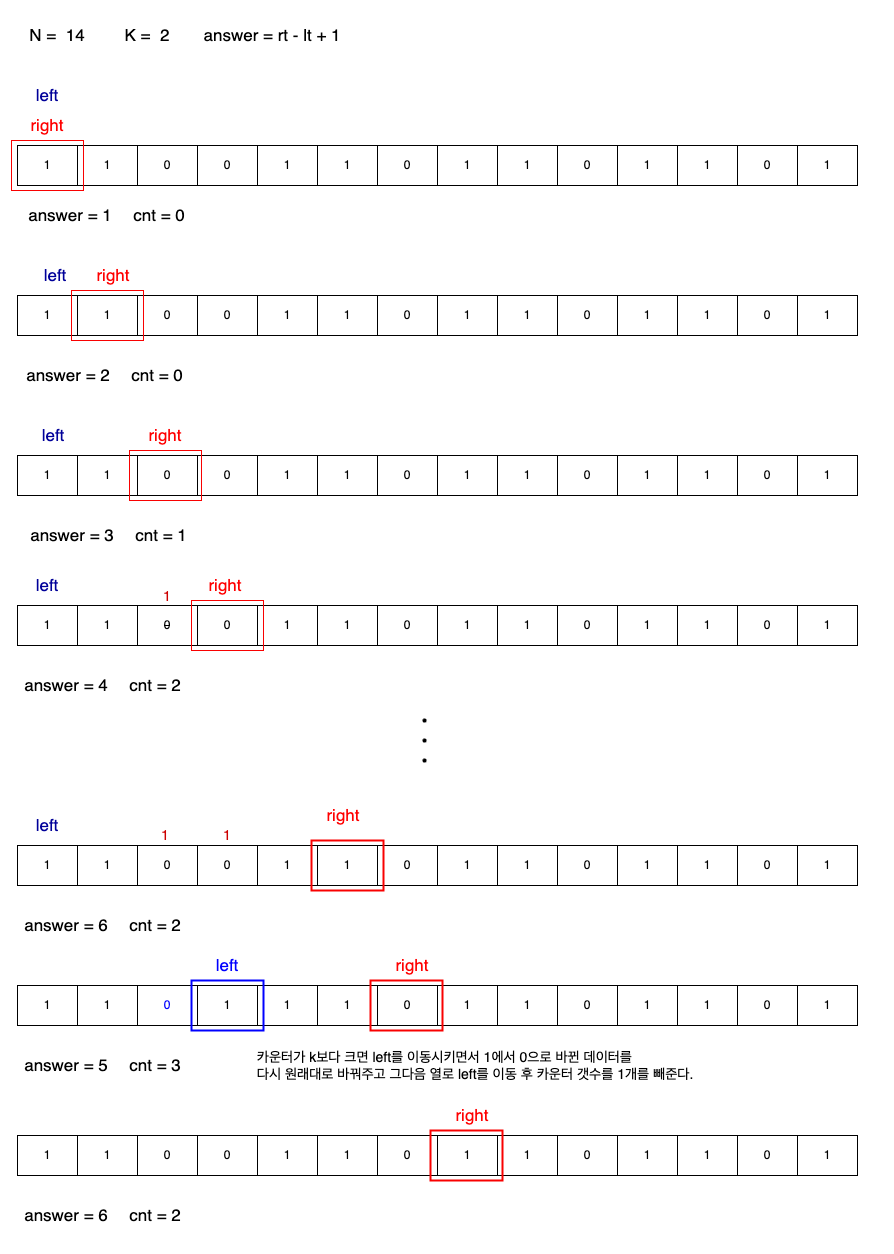 N = 14 K = 2 answer = rt - lt + 1
left
right
1 1 0 0 1 1 0 1 1 0 1 1 0 1
answer = 1 cnt = 0
left right
1 1 0 0 1 1 0 1 1 0 1 1 0 1
answer = 2 cnt = 0
left right
1 1 0 0 1 1 0 1 1 0 1 1 0 1
answer = 3 cnt = 1
left right
1
1 1 0 0 1 1 0 1 1 0 1 1 0 1
answer = 4 cnt = 2
right
left
1 1
1 1 0 0 1 1 0 1 1 0 1 1 0 1
answer = 6 cnt = 2
left right
1 1 0 1 1 1 0 1 1 0 1 1 0 1
answer = 5 cnt = 3
카운터가 k보다 크면 left를 이동시키면서 1에서 0으로 바뀐 데이터를
다시 원래대로 바꿔주고 그다음 열로 left를 이동 후 카운터 갯수를 1개를 빼준다.
right
1 1 0 0 1 1 0 1 1 0 1 1 0 1
answer = 6 cnt = 2